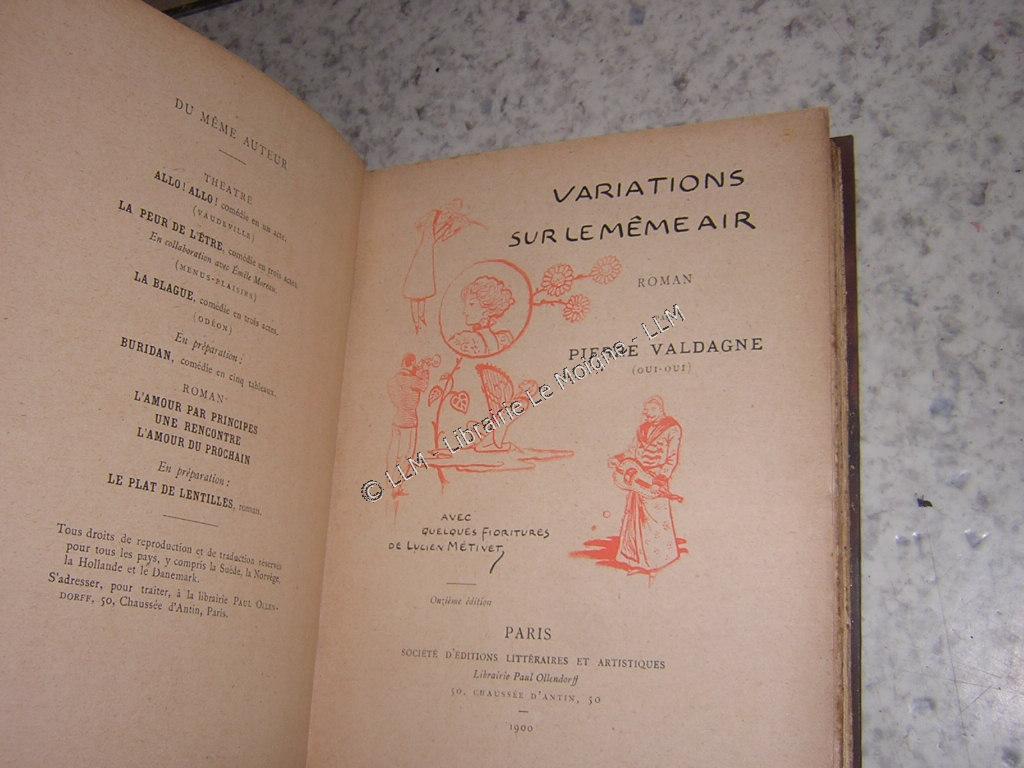 DU MÊME AUTEUR
THÉATRE
ALLO! ALLO! comédie en un acte.
(VAUDEVILLE)
LA PEUR DE L'ÊTRE, comédie en trois actes.
En collaboration avec Émile Moreau.
(MENUS-PLAISIRS)
LA BLAGUE, comédie en trois actes.
(ODÉON)
En préparation :
BURIDAN, comédie en cinq tableaux.
ROMAN
L'AMOUR PAR PRINCIPES
UNE RENCONTRE
L'AMOUR DU PROCHAIN
En préparation :
LE PLAT DE LENTILLES, roman.
Tous droits de reproduction et de traduction réservés
pour tous les pays, y compris la Suède, la Norvège,
la Hollande et le Danemark.
S'adresser, pour traiter, à la librairie PAUL OLLEN-
DORFF, 50, Chaussée d'Antin, Paris.
VARIATIONS
SUR LE MÊME AIR
ROMAN
PIERRE VALDAGNE
(OUI-OUI)
AVEC
QUELQUES FIORITURES
DE LUCIEN MÉTIVET
Onzième édition
PARIS
SOCIÉTÉ D'ÉDITIONS LITTÉRAIRES ET ARTISTIQUES
Librairie Paul Ollendorff
50, CHAUSSÉE D'ANTIN, 50
1900
© LLM - Librairie Le Moigne - LLM